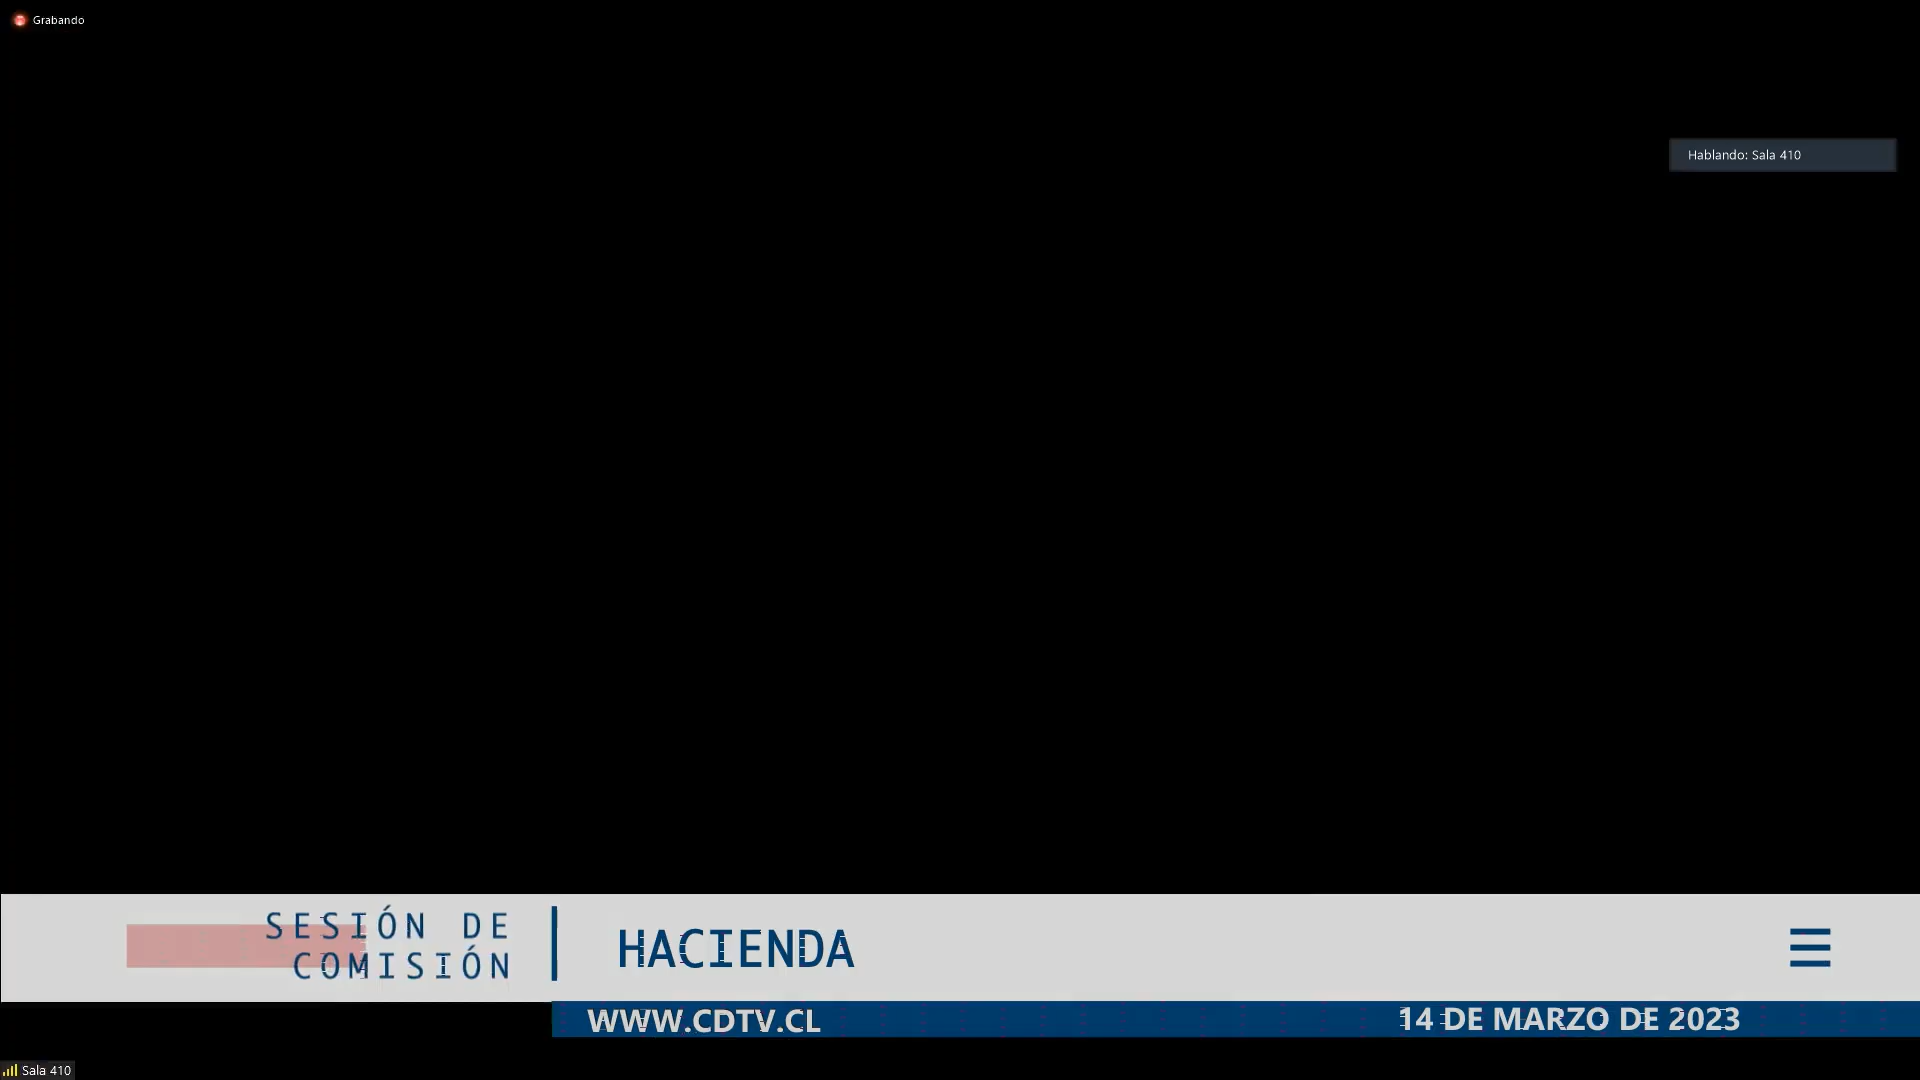 Grabando
Hablando: Sala 410
SESIÓN DE
COMISIÓN
HACIENDA
WWW.CDTV.CL
14 DE MARZO DE 2023
Sala 410